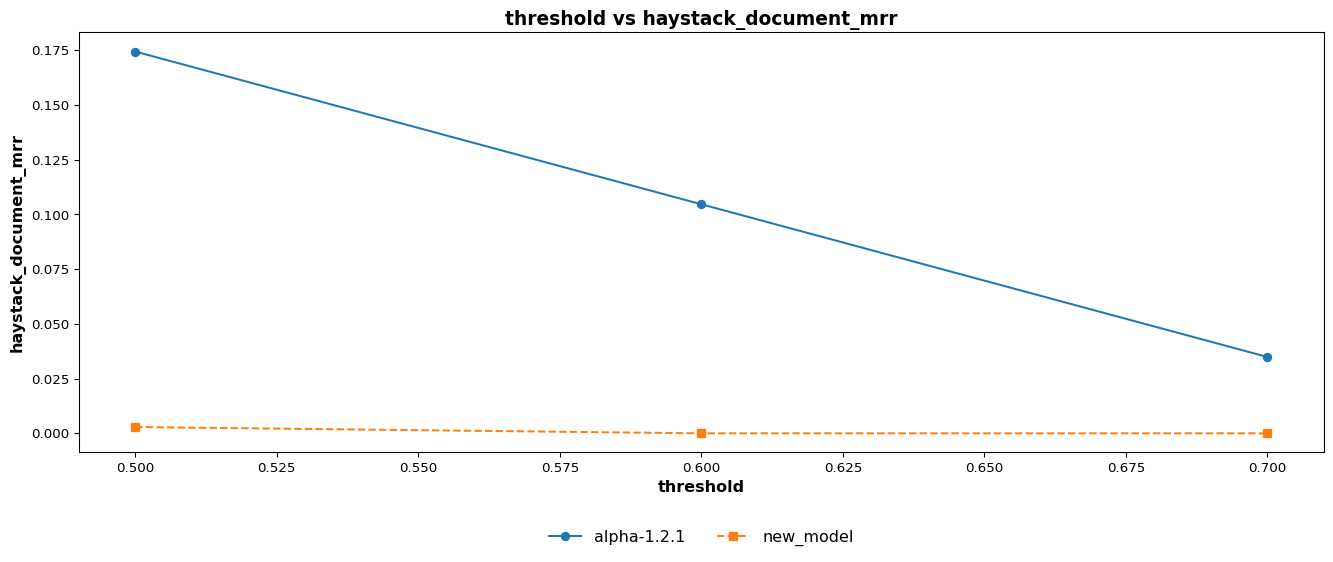 threshold vs haystack_document_mrr
haystack_document_mrr
0.175
0.150
0.125
0.100
0.075
0.050
0.025
0.000
0.500 0.525 0.550 0.575 0.600 0.625 0.650 0.675 0.700
threshold
alpha-1.2.1 new_model